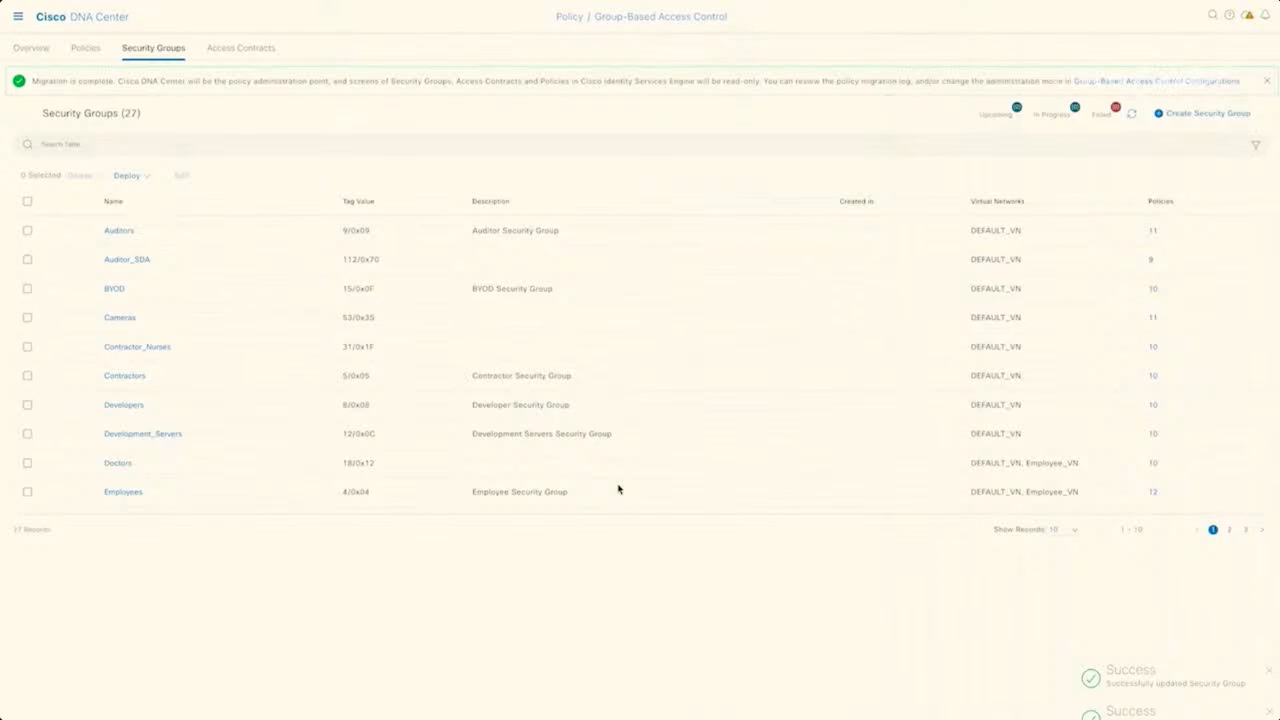 Cisco DNA Center
Policy / Group-Based Access Control
Overview Policies Security Groups Access Contracts
Migration is complete. Cisco DNA Center will be the policy administration point, and screens of Security Groups, Access Contracts and Policies in Cisco Identity Services Engine will be read-only. You can review the policy migration log, and/or change the administration mode in Group-Based Access Control Configurations
Security Groups (27)
Upcoming In Progress Failed Create Security Group
Search Table
0 Selected Delete Deploy Edit
Name Tag Value Description Created in Virtual Networks Policies
Auditors 9/0x09 Auditor Security Group DEFAULT_VN 11
Auditor_SDA 112/0x70 DEFAULT_VN 9
BYOD 15/0x0F BYOD Security Group DEFAULT_VN 10
Cameras 53/0x35 DEFAULT_VN 11
Contractor_Nurses 31/0x1F DEFAULT_VN 10
Contractors 5/0x05 Contractor Security Group DEFAULT_VN 10
Developers 8/0x08 Developer Security Group DEFAULT_VN 10
Development_Servers 12/0x0C Development Servers Security Group DEFAULT_VN 10
Doctors 18/0x12 DEFAULT_VN, Employee_VN 10
Employees 4/0x04 Employee Security Group DEFAULT_VN, Employee_VN 12
27 Records Show Records: 10 1 - 10 < 1 2 3 >
Success
Successfully updated Security Group
Success